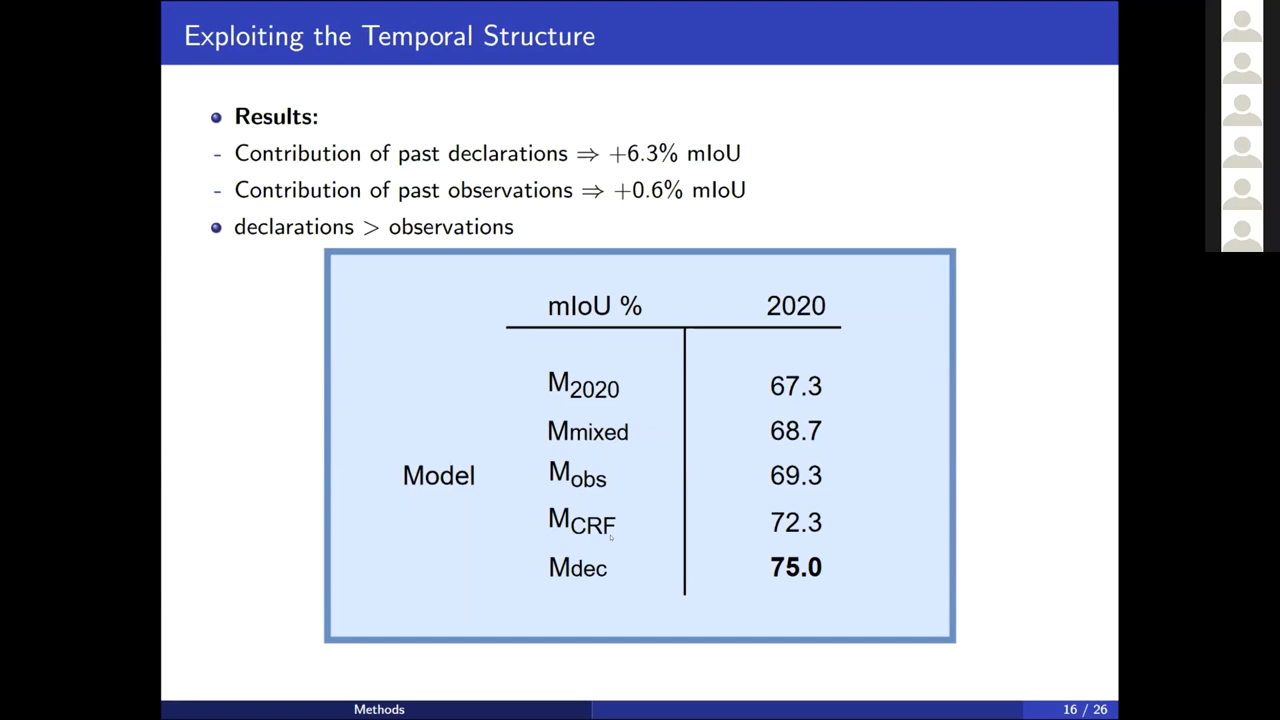 Exploiting the Temporal Structure
Results:
- Contribution of past declarations ⇒ +6.3% mIoU
- Contribution of past observations ⇒ +0.6% mIoU
declarations > observations
mIoU % 2020
M2020 67.3
Mmixed 68.7
Model Mobs 69.3
MCRF 72.3
Mdec 75.0
Methods 16 / 26